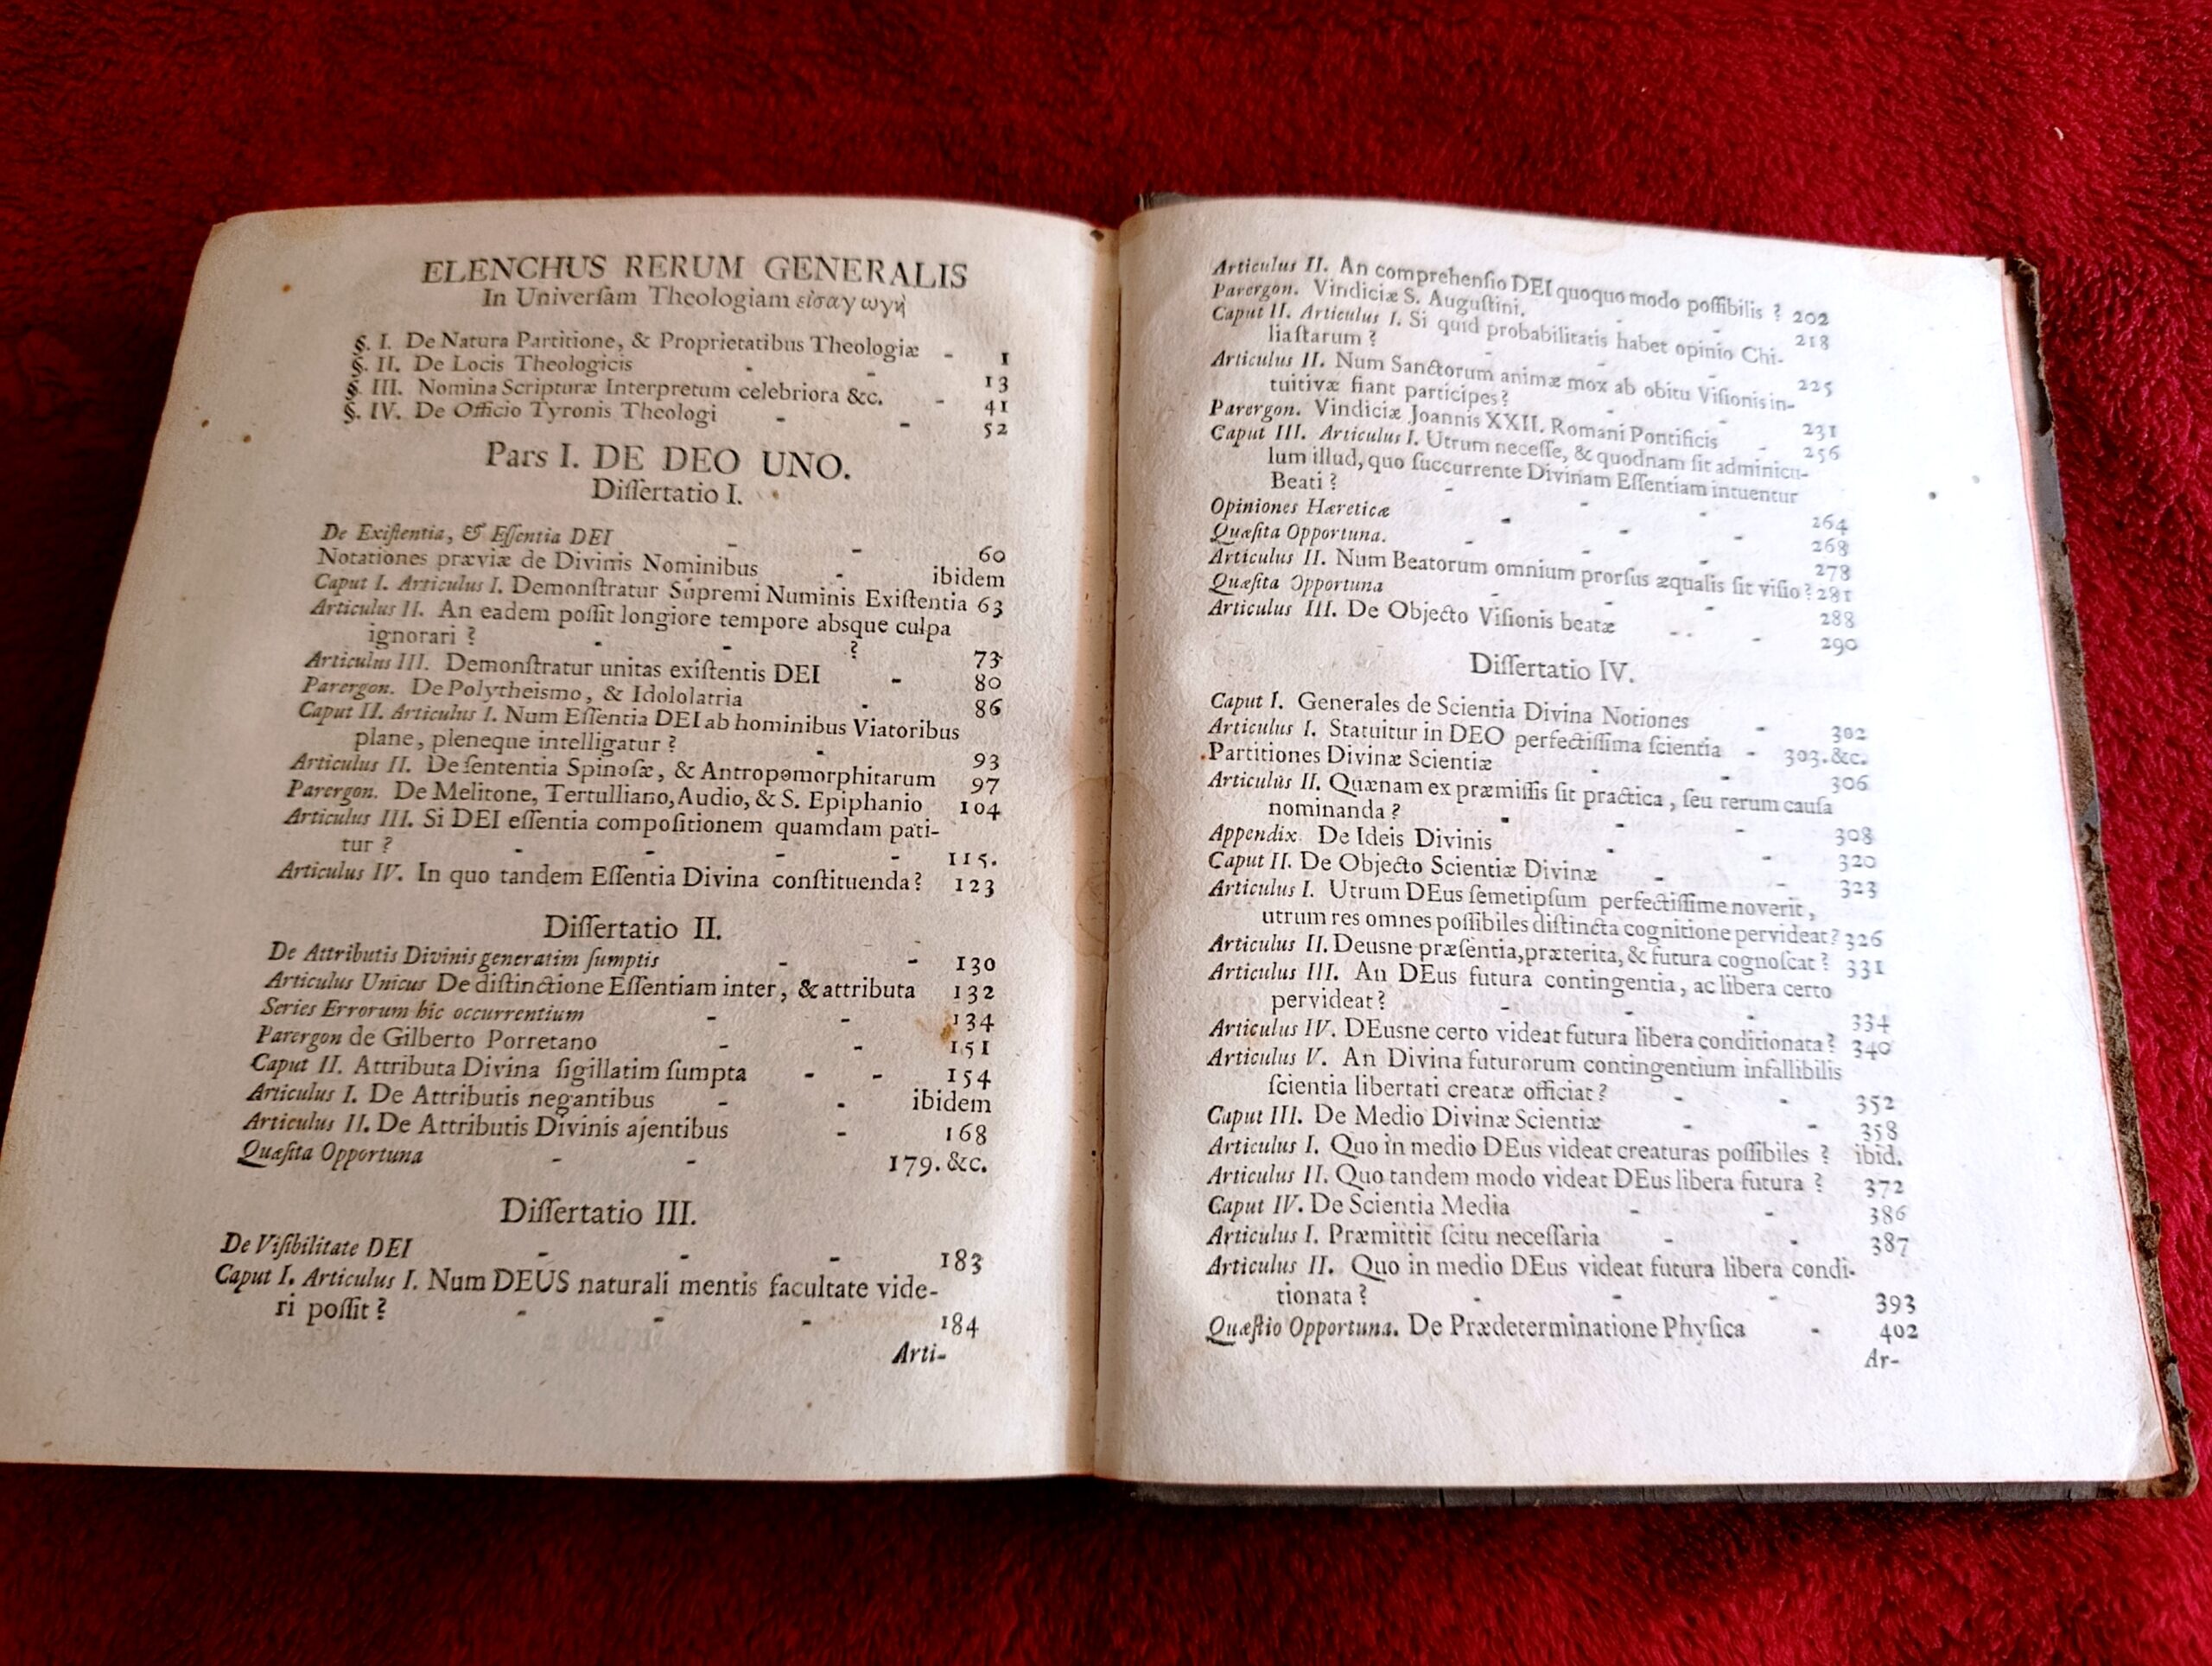 ELENCHUS RERUM GENERALIS
In Univerſam Theologiam εἰσαγωγὴ
§. I. De Natura Partitione, & Proprietatibus Theologiæ - 1
§. II. De Locis Theologicis - - 13
§. III. Nomina Scripturæ Interpretum celebriora &c. - 41
§. IV. De Officio Tyronis Theologi - - 52
Pars I. DE DEO UNO.
Diſſertatio I.
De Exiſtentia, & Eſſentia DEI - - 60
Notationes præviæ de Divinis Nominibus - ibidem
Caput I. Articulus I. Demonſtratur Supremi Numinis Exiſtentia 63
Articulus II. An eadem poſſit longiore tempore absque culpa
ignorari ? - - ? 73
Articulus III. Demonſtratur unitas exiſtentis DEI - 80
Parergon. De Polytheismo, & Idololatria - 86
Caput II. Articulus I. Num Eſſentia DEI ab hominibus Viatoribus
plane, pleneque intelligatur ? - 93
Articulus II. De ſententia Spinoſæ, & Antropomorphitarum 97
Parergon. De Melitone, Tertulliano, Audio, & S. Epiphanio 104
Articulus III. Si DEI eſſentia compoſitionem quamdam pati-
tur ? - - - - 115.
Articulus IV. In quo tandem Eſſentia Divina conſtituenda? 123
Diſſertatio II.
De Attributis Divinis generatim ſumptis - - 130
Articulus Unicus De diſtinctione Eſſentiam inter, & attributa 132
Series Errorum hic occurrentium - - 134
Parergon de Gilberto Porretano - - 151
Caput II. Attributa Divina ſigillatim ſumpta - - 154
Articulus I. De Attributis negantibus - - ibidem
Articulus II. De Attributis Divinis ajentibus - 168
Quæſita Opportuna - - 179. &c.
Diſſertatio III.
De Viſibilitate DEI - - - 183
Caput I. Articulus I. Num DEUS naturali mentis facultate vide-
ri poſſit ? - - - 184
Arti-
Articulus II. An comprehenſio DEI quoquo modo poſſibilis ? 202
Parergon. Vindiciæ S. Auguſtini. - - 218
Caput II. Articulus I. Si quid probabilitatis habet opinio Chi-
liaſtarum ? - - - 225
Articulus II. Num Sanctorum animæ mox ab obitu Viſionis in-
tuitivæ fiant participes? - - 231
Parergon. Vindiciæ Joannis XXII. Romani Pontificis - 256
Caput III. Articulus I. Utrum neceſſe, & quodnam ſit adminicu-
lum illud, quo ſuccurrente Divinam Eſſentiam intuentur
Beati ? - - - 264
Opiniones Hæreticæ - - - 268
Quæſita Opportuna. - - - 278
Articulus II. Num Beatorum omnium prorſus æqualis ſit viſio? 281
Quæſita Opportuna - - - 288
Articulus III. De Objecto Viſionis beatæ - - 290
Diſſertatio IV.
Caput I. Generales de Scientia Divina Notiones - 302
Articulus I. Statuitur in DEO perfectiſſima ſcientia - 303. &c.
Partitiones Divinæ Scientiæ - - 306
Articulus II. Quænam ex præmiſſis ſit practica, ſeu rerum cauſa
nominanda ? - - - 308
Appendix. De Ideis Divinis - - 320
Caput II. De Objecto Scientiæ Divinæ - - 323
Articulus I. Utrum DEus ſemetipſum perfectiſſime noverit,
utrum res omnes poſſibiles diſtincta cognitione pervideat? 326
Articulus II. Deusne præſentia, præterita, & futura cognoſcat ? 331
Articulus III. An DEus futura contingentia, ac libera certo
pervideat ? - - - 334
Articulus IV. DEusne certo videat futura libera conditionata? 340
Articulus V. An Divina futurorum contingentium infallibilis
ſcientia libertati creatæ officiat ? - - 352
Caput III. De Medio Divinæ Scientiæ - - 358
Articulus I. Quo in medio DEus videat creaturas poſſibiles ? ibid.
Articulus II. Quo tandem modo videat DEus libera futura ? 372
Caput IV. De Scientia Media - - 386
Articulus I. Præmittit ſcitu neceſſaria - - 387
Articulus II. Quo in medio DEus videat futura libera condi-
tionata ? - - - 393
Quæſtio Opportuna. De Prædeterminatione Phyſica - 402
Ar-